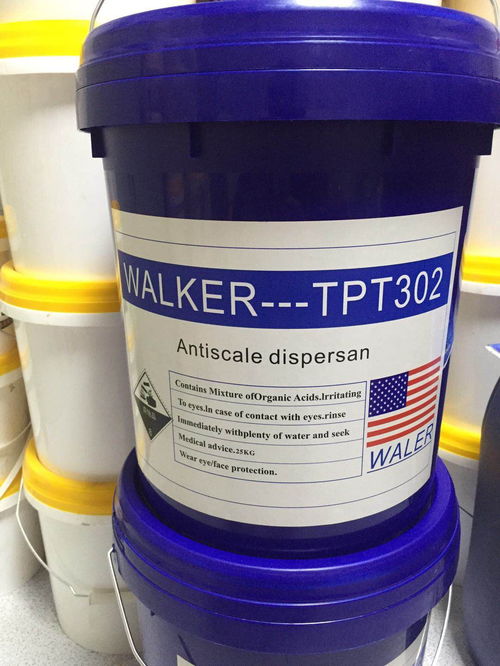 WALKER---TPT302
Antiscale dispersan
Contains Mixture ofOrganic Acids.Irritating
To eyes.In case of contact with eyes.rinse
Immediately withplenty of water and seek
Medical advice.25KG
Wear eye/face protection.
WALER